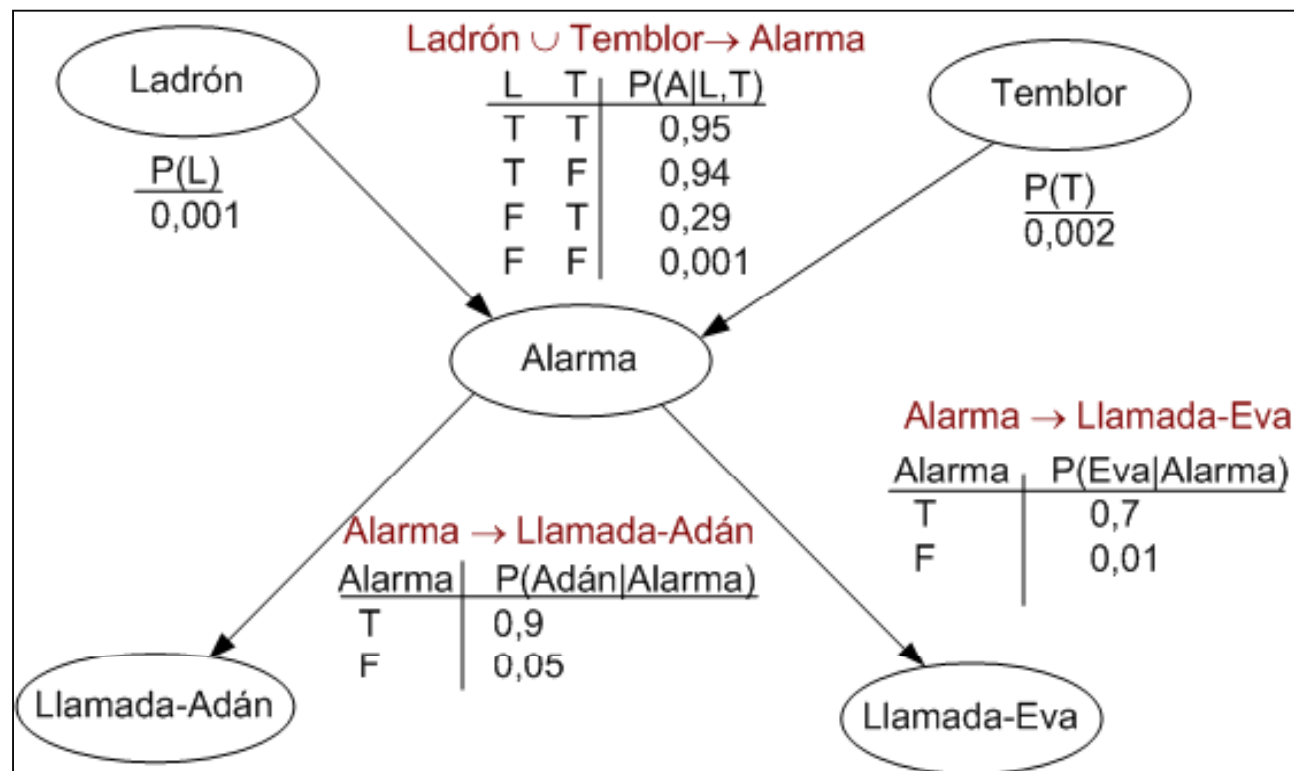 Ladrón ∪ Temblor→ Alarma
Ladrón
L T P(A|L,T)
T T 0,95
T F 0,94
F T 0,29
F F 0,001
Temblor
P(L)
0,001
P(T)
0,002
Alarma
Alarma → Llamada-Eva
Alarma P(Eva|Alarma)
T 0,7
F 0,01
Alarma → Llamada-Adán
Alarma P(Adán|Alarma)
T 0,9
F 0,05
Llamada-Adán
Llamada-Eva